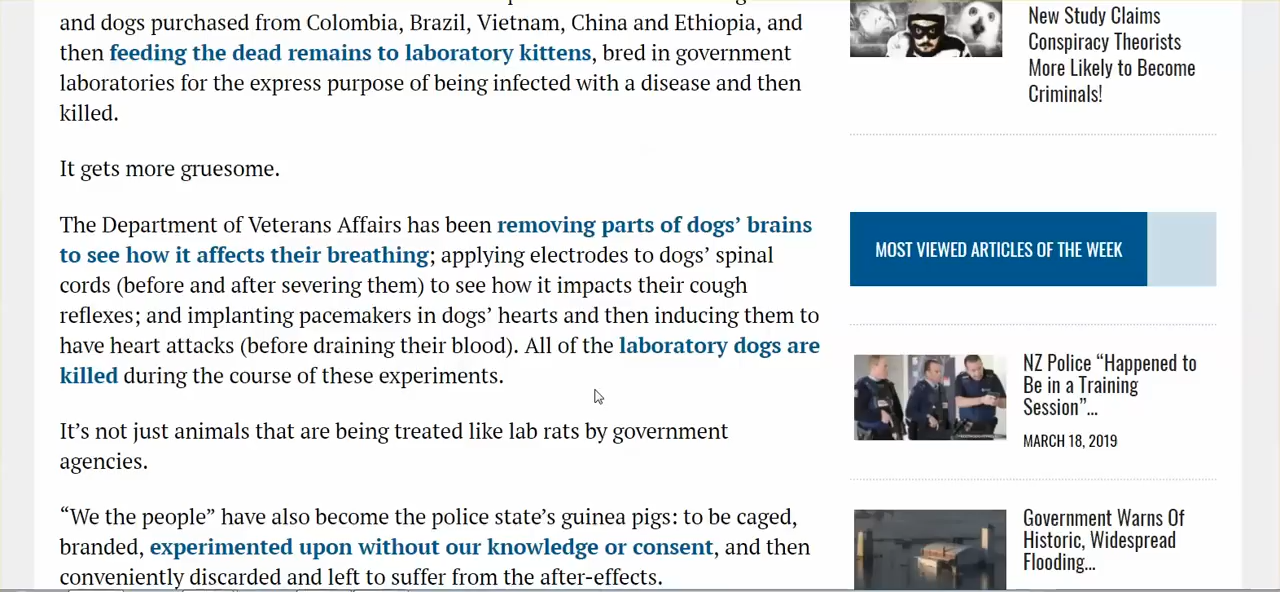 and dogs purchased from Colombia, Brazil, Vietnam, China and Ethiopia, and
then feeding the dead remains to laboratory kittens, bred in government
laboratories for the express purpose of being infected with a disease and then
killed.
It gets more gruesome.
The Department of Veterans Affairs has been removing parts of dogs’ brains
to see how it affects their breathing; applying electrodes to dogs’ spinal
cords (before and after severing them) to see how it impacts their cough
reflexes; and implanting pacemakers in dogs’ hearts and then inducing them to
have heart attacks (before draining their blood). All of the laboratory dogs are
killed during the course of these experiments.
It’s not just animals that are being treated like lab rats by government
agencies.
“We the people” have also become the police state’s guinea pigs: to be caged,
branded, experimented upon without our knowledge or consent, and then
conveniently discarded and left to suffer from the after-effects.
New Study Claims
Conspiracy Theorists
More Likely to Become
Criminals!
MOST VIEWED ARTICLES OF THE WEEK
NZ Police “Happened to
Be in a Training
Session”...
MARCH 18, 2019
Government Warns Of
Historic, Widespread
Flooding...